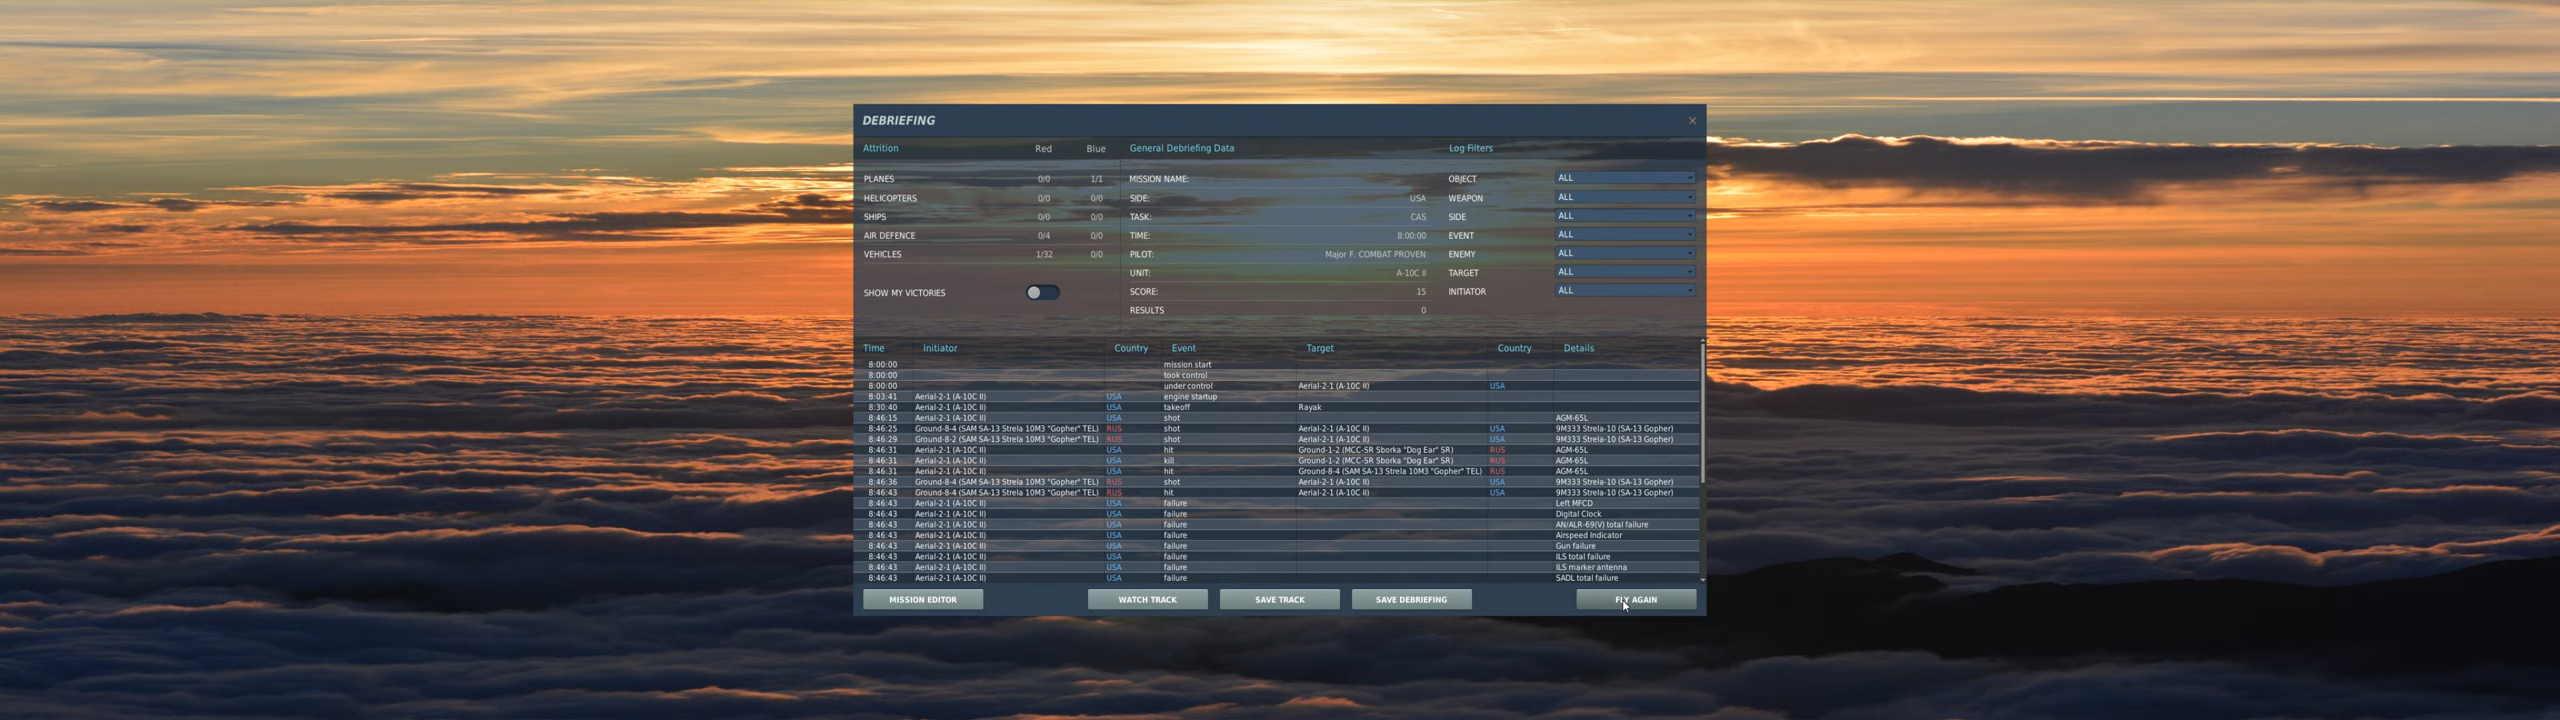 DEBRIEFING
Attrition Red Blue General Debriefing Data Log Filters
PLANES 0/0 1/1 MISSION NAME: OBJECT ALL
HELICOPTERS 0/0 0/0 SIDE: USA WEAPON ALL
SHIPS 0/0 0/0 TASK: CAS SIDE ALL
AIR DEFENCE 0/4 0/0 TIME: 8:00:00 EVENT ALL
VEHICLES 1/32 0/0 PILOT: Major F. COMBAT PROVEN ENEMY ALL
UNIT: A-10C II TARGET ALL
SHOW MY VICTORIES SCORE: 15 INITIATOR ALL
RESULTS 0
Time Initiator Country Event Target Country Details
8:00:00 mission start
8:00:00 took control
8:00:00 under control Aerial-2-1 (A-10C II) USA
8:03:41 Aerial-2-1 (A-10C II) USA engine startup
8:30:40 Aerial-2-1 (A-10C II) USA takeoff Rayak
8:46:15 Aerial-2-1 (A-10C II) USA shot AGM-65L
8:46:25 Ground-8-4 (SAM SA-13 Strela 10M3 "Gopher" TEL) RUS shot Aerial-2-1 (A-10C II) USA 9M333 Strela-10 (SA-13 Gopher)
8:46:29 Ground-8-2 (SAM SA-13 Strela 10M3 "Gopher" TEL) RUS shot Aerial-2-1 (A-10C II) USA 9M333 Strela-10 (SA-13 Gopher)
8:46:31 Aerial-2-1 (A-10C II) USA hit Ground-1-2 (MCC-SR Sborka "Dog Ear" SR) RUS AGM-65L
8:46:31 Aerial-2-1 (A-10C II) USA kill Ground-1-2 (MCC-SR Sborka "Dog Ear" SR) RUS AGM-65L
8:46:31 Aerial-2-1 (A-10C II) USA hit Ground-8-4 (SAM SA-13 Strela 10M3 "Gopher" TEL) RUS AGM-65L
8:46:36 Ground-8-4 (SAM SA-13 Strela 10M3 "Gopher" TEL) RUS shot Aerial-2-1 (A-10C II) USA 9M333 Strela-10 (SA-13 Gopher)
8:46:43 Ground-8-4 (SAM SA-13 Strela 10M3 "Gopher" TEL) RUS hit Aerial-2-1 (A-10C II) USA 9M333 Strela-10 (SA-13 Gopher)
8:46:43 Aerial-2-1 (A-10C II) USA failure Left MFCD
8:46:43 Aerial-2-1 (A-10C II) USA failure Digital Clock
8:46:43 Aerial-2-1 (A-10C II) USA failure AN/ALR-69(V) total failure
8:46:43 Aerial-2-1 (A-10C II) USA failure Airspeed Indicator
8:46:43 Aerial-2-1 (A-10C II) USA failure Gun failure
8:46:43 Aerial-2-1 (A-10C II) USA failure ILS total failure
8:46:43 Aerial-2-1 (A-10C II) USA failure ILS marker antenna
8:46:43 Aerial-2-1 (A-10C II) USA failure SADL total failure
MISSION EDITOR WATCH TRACK SAVE TRACK SAVE DEBRIEFING FLY AGAIN